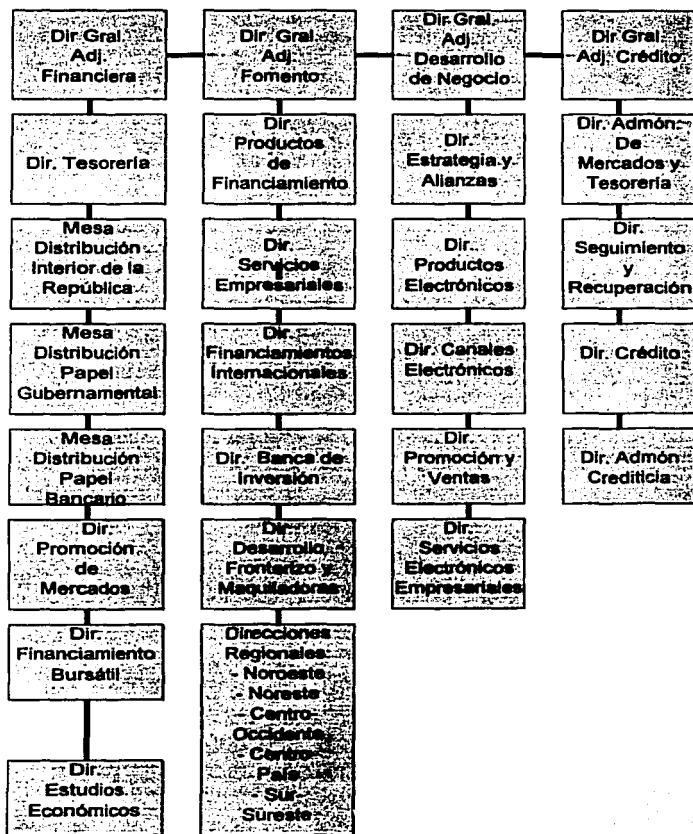 Dir Gral.
Adj.
Financiera
Dir. Tesorería
Mesa
Distribución
Interior de la
República
Mesa
Distribución
Papel
Gubernamental
Mesa
Distribución
Papel
Bancario
Dir.
Promoción
de
Mercados
Dir.
Financiamiento
Bursátil
Dir.
Estudios
Económicos
Dir. Gral.
Adj.
Fomento
Dir.
Productos
de
Financiamiento
Dir.
Servicios
Empresariales
Dir.
Financiamientos
Internacionales
Dir. Banca de
Inversión
Dir.
Desarrollo
Fronterizo y
Maquiladoras
Direcciones
Regionales
- Noroeste
- Noreste
- Centro-
Occidente
- Centro-
País
- Sur-
Sureste
Dir Gral.
Adj.
Desarrollo
de Negocio
Dir.
Estrategia y
Alianzas
Dir.
Productos
Electrónicos
Dir. Canales
Electrónicos
Dir.
Promoción y
Ventas
Dir.
Servicios
Electrónicos
Empresariales
Dir Gral.
Adj. Crédito
Dir. Admón.
De
Mercados y
Tesorería
Dir.
Seguimiento
y
Recuperación
Dir. Crédito
Dir. Admón
Crediticia